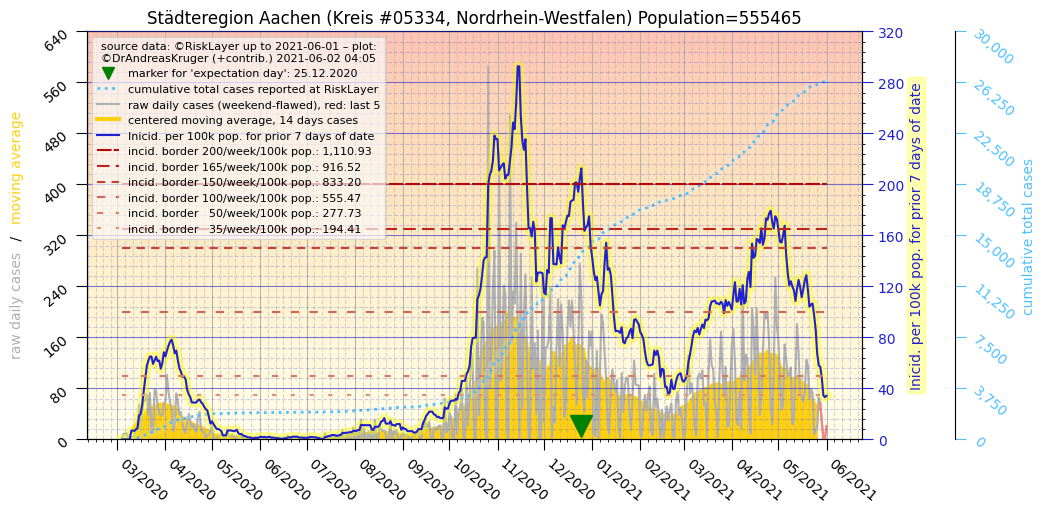 Städteregion Aachen (Kreis #05334, Nordrhein-Westfalen) Population=555465
source data: ©RiskLayer up to 2021-06-01 – plot:
©DrAndreasKruger (+contrib.) 2021-06-02 04:05
marker for 'expectation day': 25.12.2020
cumulative total cases reported at RiskLayer
raw daily cases (weekend-flawed), red: last 5
centered moving average, 14 days cases
Inicid. per 100k pop. for prior 7 days of date
incid. border 200/week/100k pop.: 1,110.93
incid. border 165/week/100k pop.: 916.52
incid. border 150/week/100k pop.: 833.20
incid. border 100/week/100k pop.: 555.47
incid. border   50/week/100k pop.: 277.73
incid. border   35/week/100k pop.: 194.41
raw daily cases / moving average
640
560
480
400
320
240
160
80
0
320
280
240
200
160
120
80
40
0
Inicid. per 100k pop. for prior 7 days of date
30,000
26,250
22,500
18,750
15,000
11,250
7,500
3,750
0
cumulative total cases
03/2020
04/2020
05/2020
06/2020
07/2020
08/2020
09/2020
10/2020
11/2020
12/2020
01/2021
02/2021
03/2021
04/2021
05/2021
06/2021